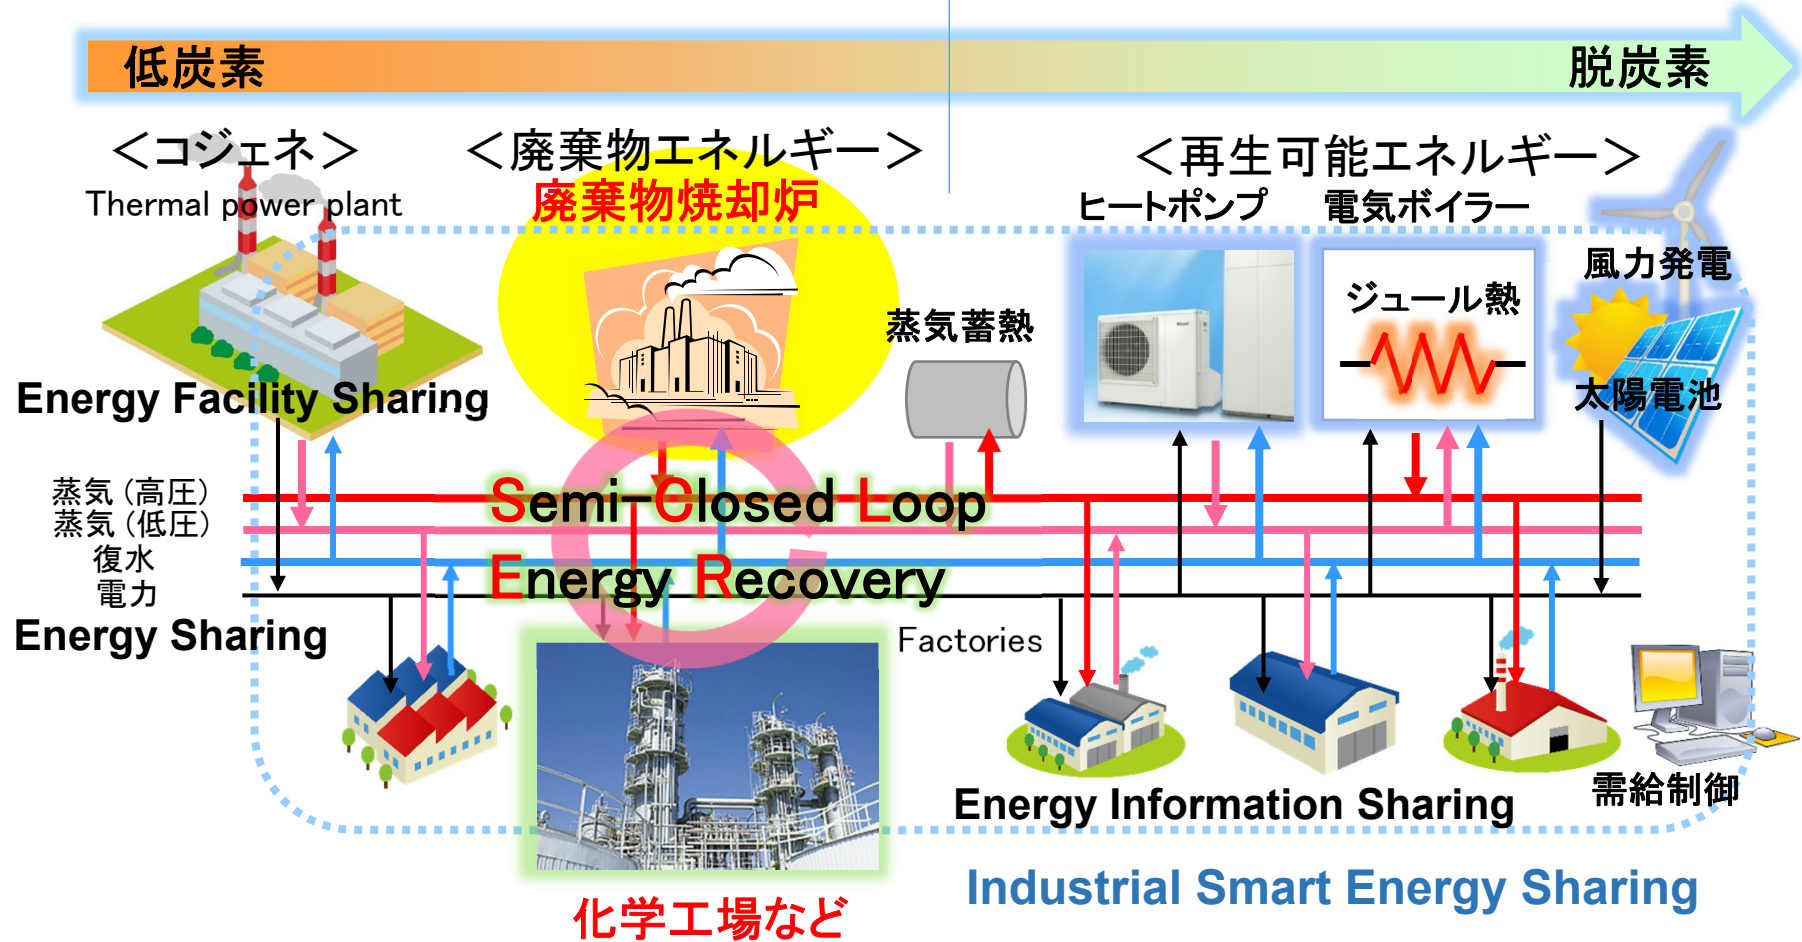 低炭素
脱炭素
＜コジェネ＞
＜廃棄物エネルギー＞
＜再生可能エネルギー＞
Thermal power plant
廃棄物焼却炉
ヒートポンプ
電気ボイラー
風力発電
ジュール熱
蒸気蓄熱
太陽電池
Energy Facility Sharing
蒸気（高圧）
蒸気（低圧）
復水
電力
Semi-Closed Loop
Energy Recovery
Energy Sharing
Factories
需給制御
Energy Information Sharing
Industrial Smart Energy Sharing
化学工場など